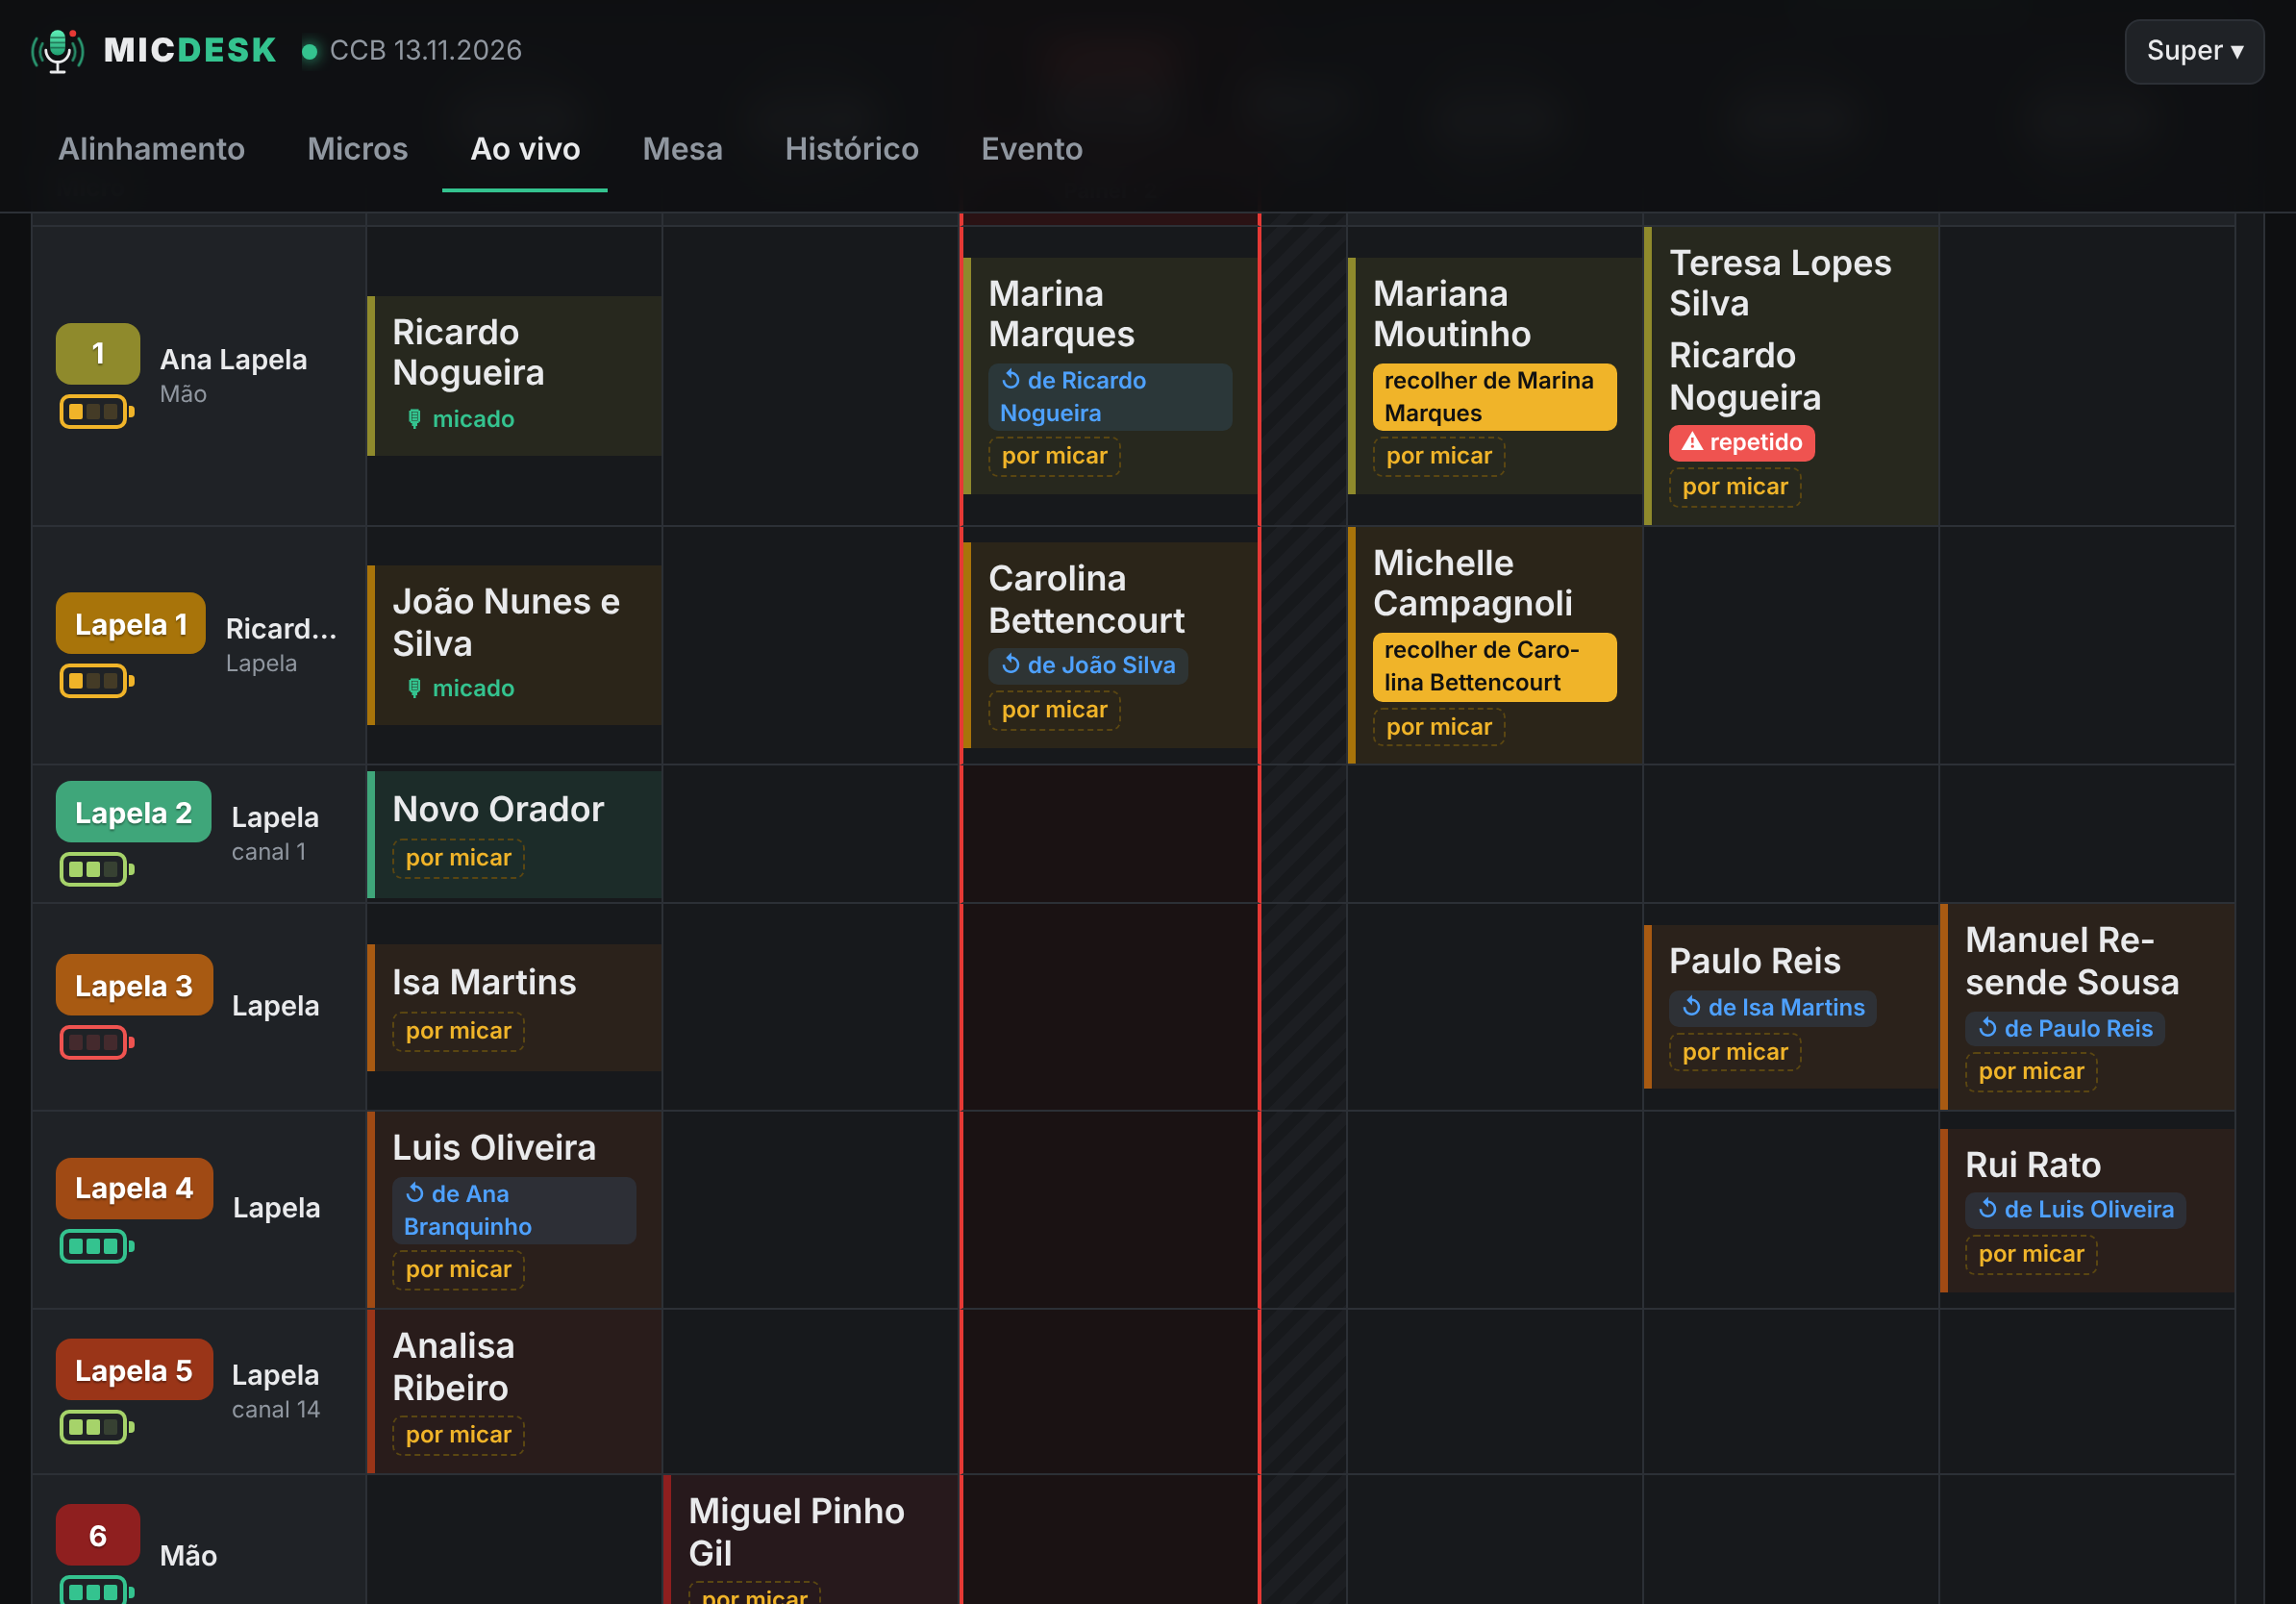 MICDESK
CCB 13.11.2026
Super ▾
Alinhamento
Micros
Ao vivo
Mesa
Histórico
Evento
1
Ana Lapela
Mão
Ricardo
Nogueira
micado
Marina
Marques
de Ricardo
Nogueira
por micar
Mariana
Moutinho
recolher de Marina
Marques
por micar
Teresa Lopes
Silva
Ricardo
Nogueira
repetido
por micar
Lapela 1
Ricard...
Lapela
João Nunes e
Silva
micado
Carolina
Bettencourt
de João Silva
por micar
Michelle
Campagnoli
recolher de Caro-
lina Bettencourt
por micar
Lapela 2
Lapela
canal 1
Novo Orador
por micar
Lapela 3
Lapela
Isa Martins
por micar
Paulo Reis
de Isa Martins
por micar
Manuel Re-
sende Sousa
de Paulo Reis
por micar
Lapela 4
Lapela
Luis Oliveira
de Ana
Branquinho
por micar
Rui Rato
de Luis Oliveira
por micar
Lapela 5
Lapela
canal 14
Analisa
Ribeiro
por micar
6
Mão
Miguel Pinho
Gil
por micar